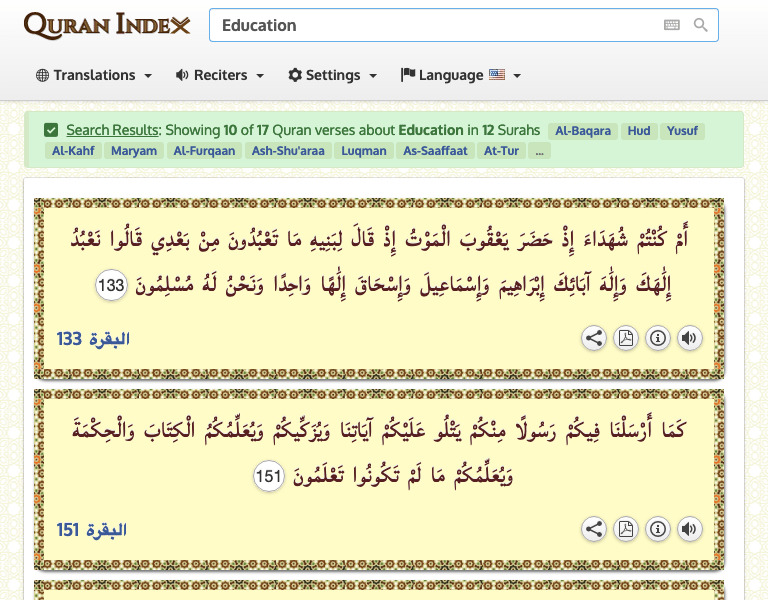 QURAN INDEX
Education
Translations
Reciters
Settings
Language
Search Results: Showing 10 of 17 Quran verses about Education in 12 Surahs Al-Baqara Hud Yusuf
Al-Kahf Maryam Al-Furqaan Ash-Shu'araa Luqman As-Saaffaat At-Tur ...
أَمْ كُنْتُمْ شُهَدَاءَ إِذْ حَضَرَ يَعْقُوبَ الْمَوْتُ إِذْ قَالَ لِبَنِيهِ مَا تَعْبُدُونَ مِنْ بَعْدِي قَالُوا نَعْبُدُ
إِلَٰهَكَ وَإِلَٰهَ آبَائِكَ إِبْرَاهِيمَ وَإِسْمَاعِيلَ وَإِسْحَاقَ إِلَٰهًا وَاحِدًا وَنَحْنُ لَهُ مُسْلِمُونَ 133
البقرة 133
كَمَا أَرْسَلْنَا فِيكُمْ رَسُولًا مِنْكُمْ يَتْلُو عَلَيْكُمْ آيَاتِنَا وَيُزَكِّيكُمْ وَيُعَلِّمُكُمُ الْكِتَابَ وَالْحِكْمَةَ
وَيُعَلِّمُكُمْ مَا لَمْ تَكُونُوا تَعْلَمُونَ 151
البقرة 151